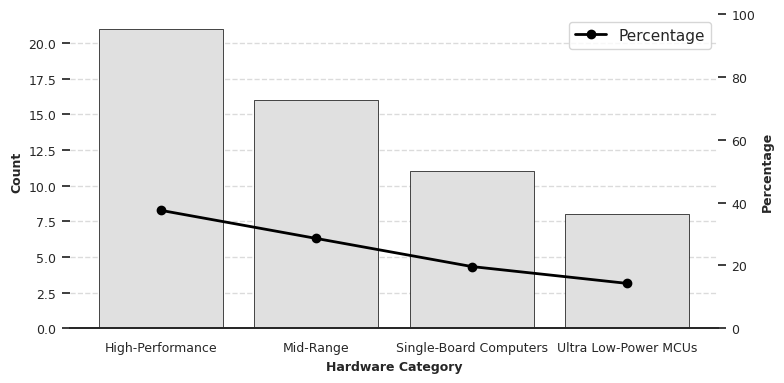 Percentage
20.0
17.5
15.0
12.5
10.0
7.5
5.0
2.5
0.0
Count
100
80
60
40
20
0
Percentage
High-Performance
Mid-Range
Single-Board Computers
Ultra Low-Power MCUs
Hardware Category